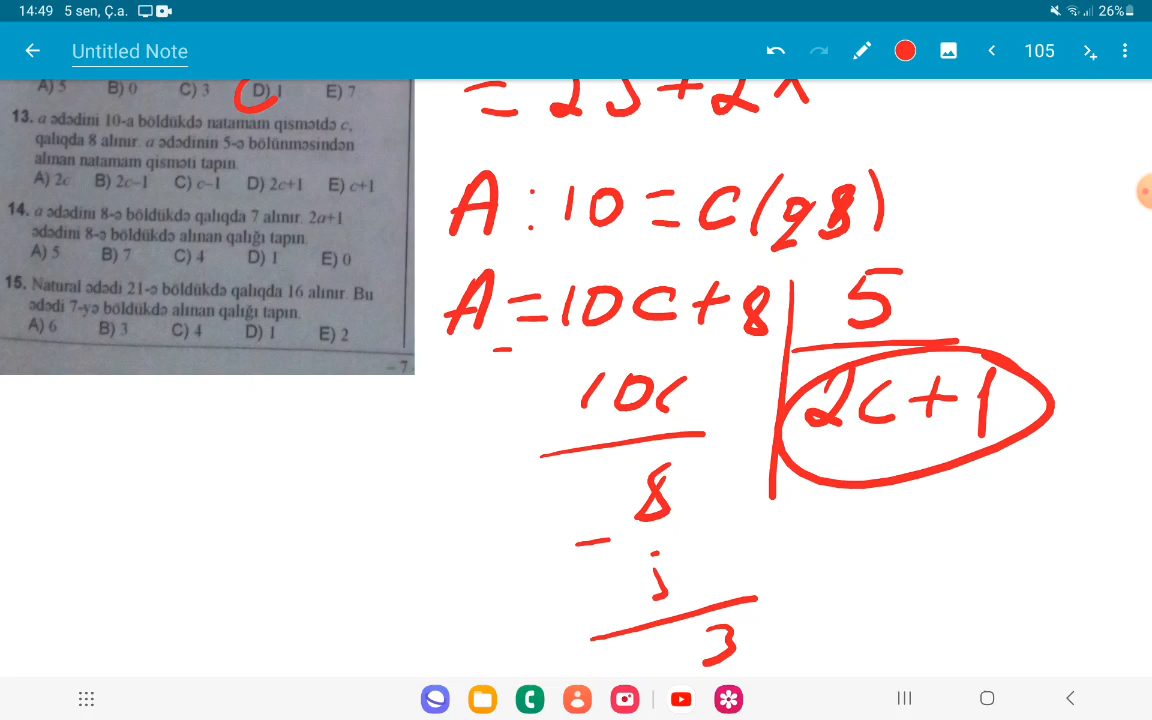 14:49 5 sen, Ç.a. 26%
Untitled Note
105
A) 5 B) 0 C) 3 D) 1 E) 7
13. a ədədini 10-a böldükdə natamam qismətdə c,
qalıqda 8 alınır. a ədədinin 5-ə bölünməsindən
alınan natamam qisməti tapın.
A) 2c B) 2c–1 C) c–1 D) 2c+1 E) c+1
14. a ədədini 8-ə böldükdə qalıqda 7 alınır. 2a+1
ədədini 8-ə böldükdə alınan qalığı tapın.
A) 5 B) 7 C) 4 D) 1 E) 0
15. Natural ədədi 21-ə böldükdə qalıqda 16 alınır. Bu
ədədi 7-yə böldükdə alınan qalığı tapın.
A) 6 B) 3 C) 4 D) 1 E) 2
– 7
A : 10 = C (q 8)
A = 10C + 8 5
10C 2C + 1
8
–
3